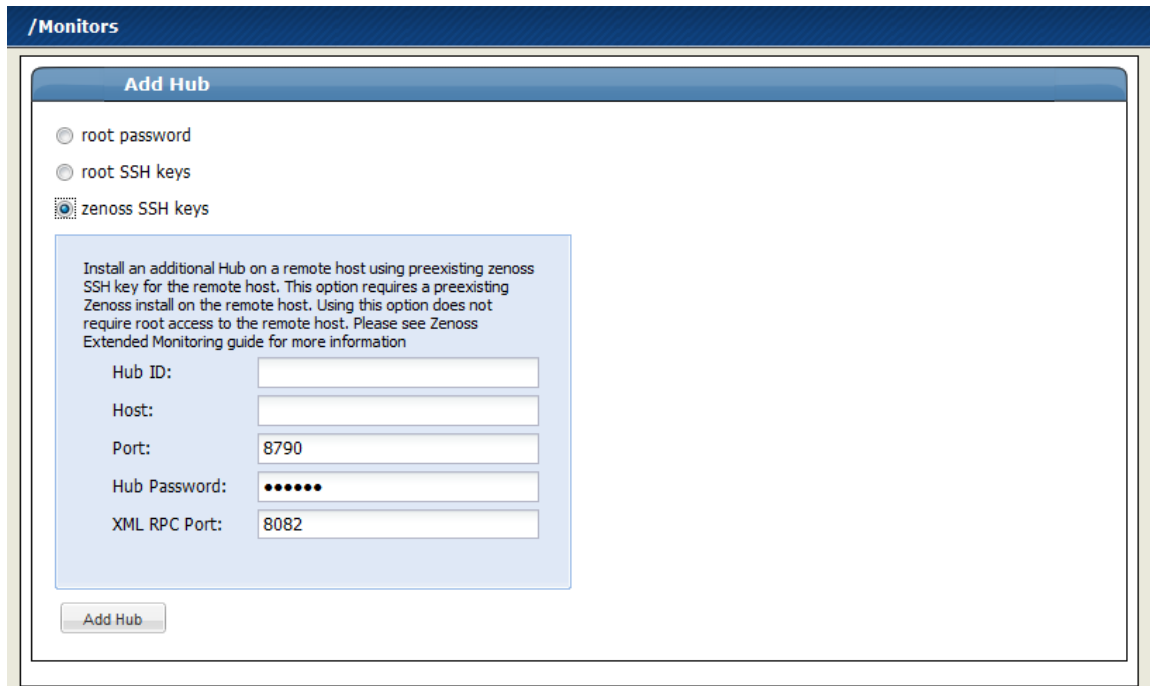 /Monitors
Add Hub
root password
root SSH keys
zenoss SSH keys
Install an additional Hub on a remote host using preexisting zenoss
SSH key for the remote host. This option requires a preexisting
Zenoss install on the remote host. Using this option does not
require root access to the remote host. Please see Zenoss
Extended Monitoring guide for more information
Hub ID:
Host:
Port: 8790
Hub Password: ••••••
XML RPC Port: 8082
Add Hub